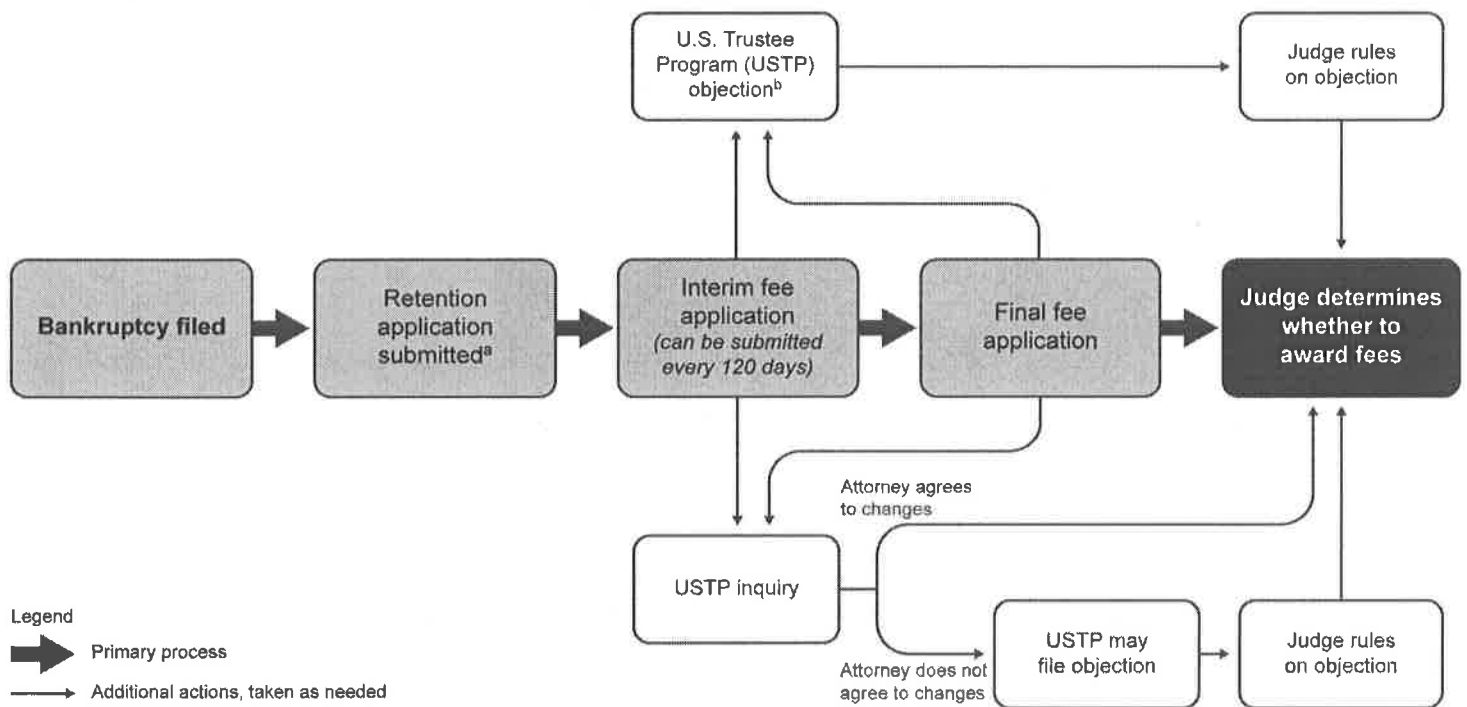 U.S. Trustee
Program (USTP)
objectionᵇ
Judge rules
on objection
Bankruptcy filed
Retention
application
submittedᵃ
Interim fee
application
(can be submitted
every 120 days)
Final fee
application
Judge determines
whether to
award fees
Attorney agrees
to changes
USTP inquiry
Attorney does not
agree to changes
USTP may
file objection
Judge rules
on objection
Legend
Primary process
Additional actions, taken as needed